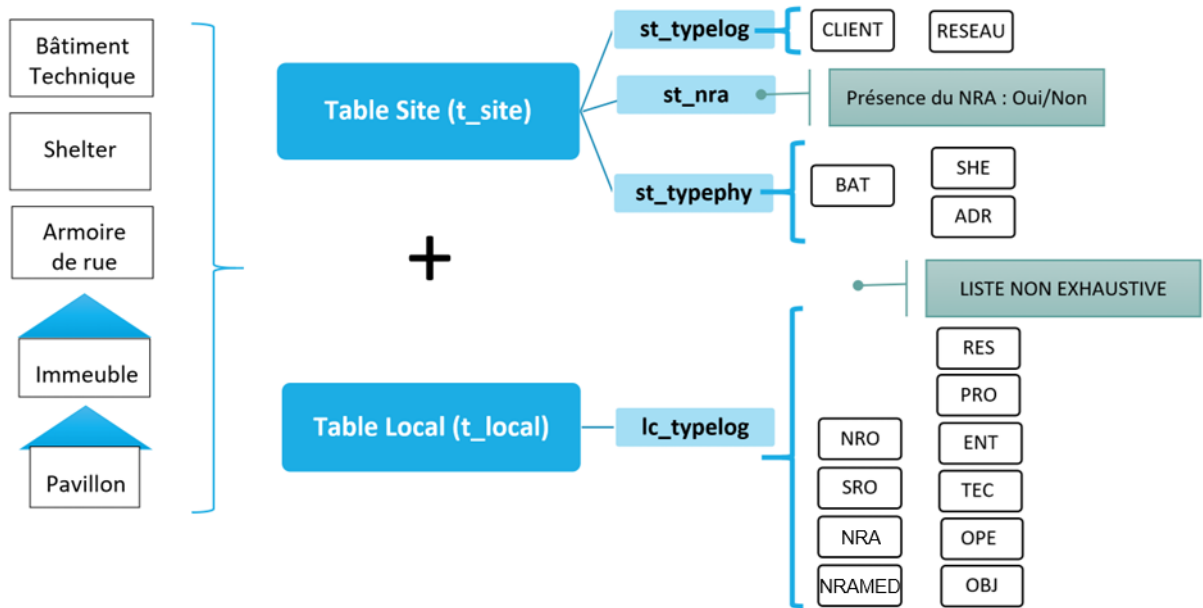 Bâtiment
Technique
Shelter
Armoire
de rue
Immeuble
Pavillon
Table Site (t_site)
+
Table Local (t_local)
st_typelog
CLIENT
RESEAU
st_nra
Présence du NRA : Oui/Non
st_typephy
BAT
SHE
ADR
LISTE NON EXHAUSTIVE
lc_typelog
NRO
SRO
NRA
NRAMED
RES
PRO
ENT
TEC
OPE
OBJ